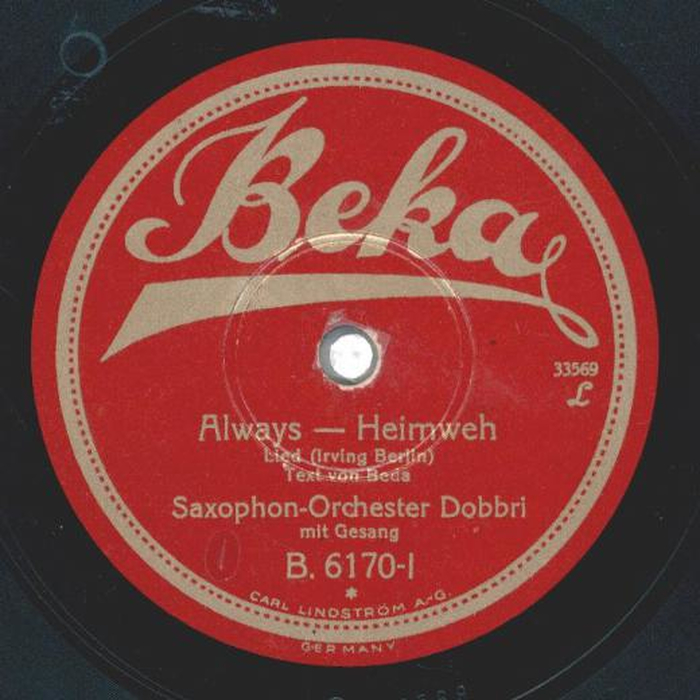 Beka
33569
L
Always — Heimweh
Lied (Irving Berlin)
Text von Beda
Saxophon-Orchester Dobbri
mit Gesang
B. 6170-I
CARL LINDSTRÖM A-G.
GERMANY